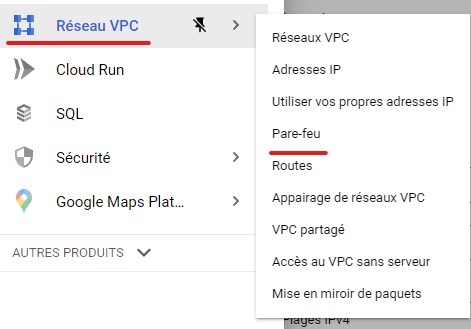 Réseau VPC
Cloud Run
SQL
Sécurité
Google Maps Plat...
AUTRES PRODUITS
Réseaux VPC
Adresses IP
Utiliser vos propres adresses IP
Pare-feu
Routes
Appairage de réseaux VPC
VPC partagé
Accès au VPC sans serveur
Mise en miroir de paquets
Plages IPv4